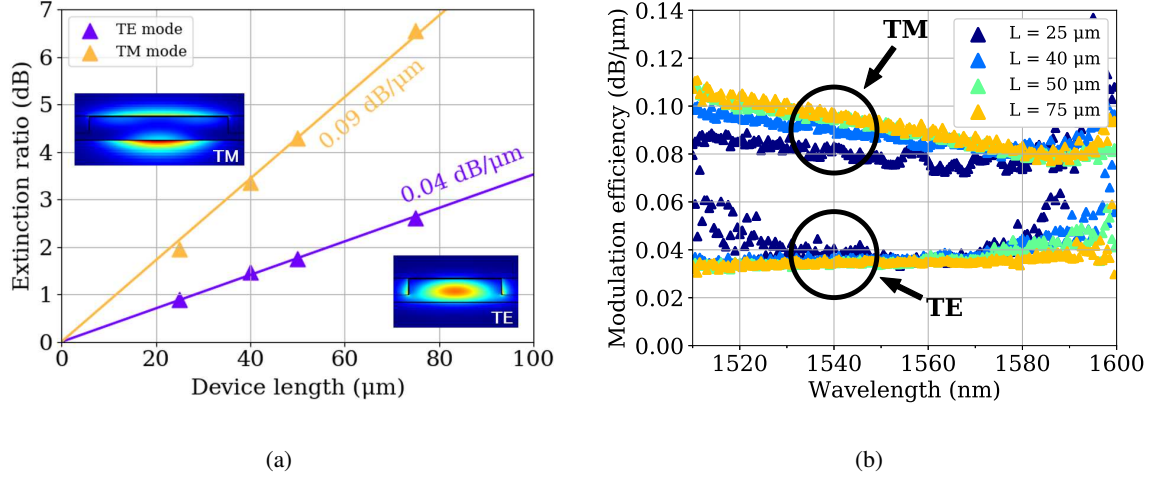 7
6
5
4
3
2
1
0
Extinction ratio (dB)
TE mode
TM mode
0.09 dB/μm
0.04 dB/μm
TM
TE
0 20 40 60 80 100
Device length (μm)
(a)
0.14
0.12
0.10
0.08
0.06
0.04
0.02
0.00
Modulation efficiency (dB/μm)
TM
L = 25 μm
L = 40 μm
L = 50 μm
L = 75 μm
TE
1520 1540 1560 1580 1600
Wavelength (nm)
(b)